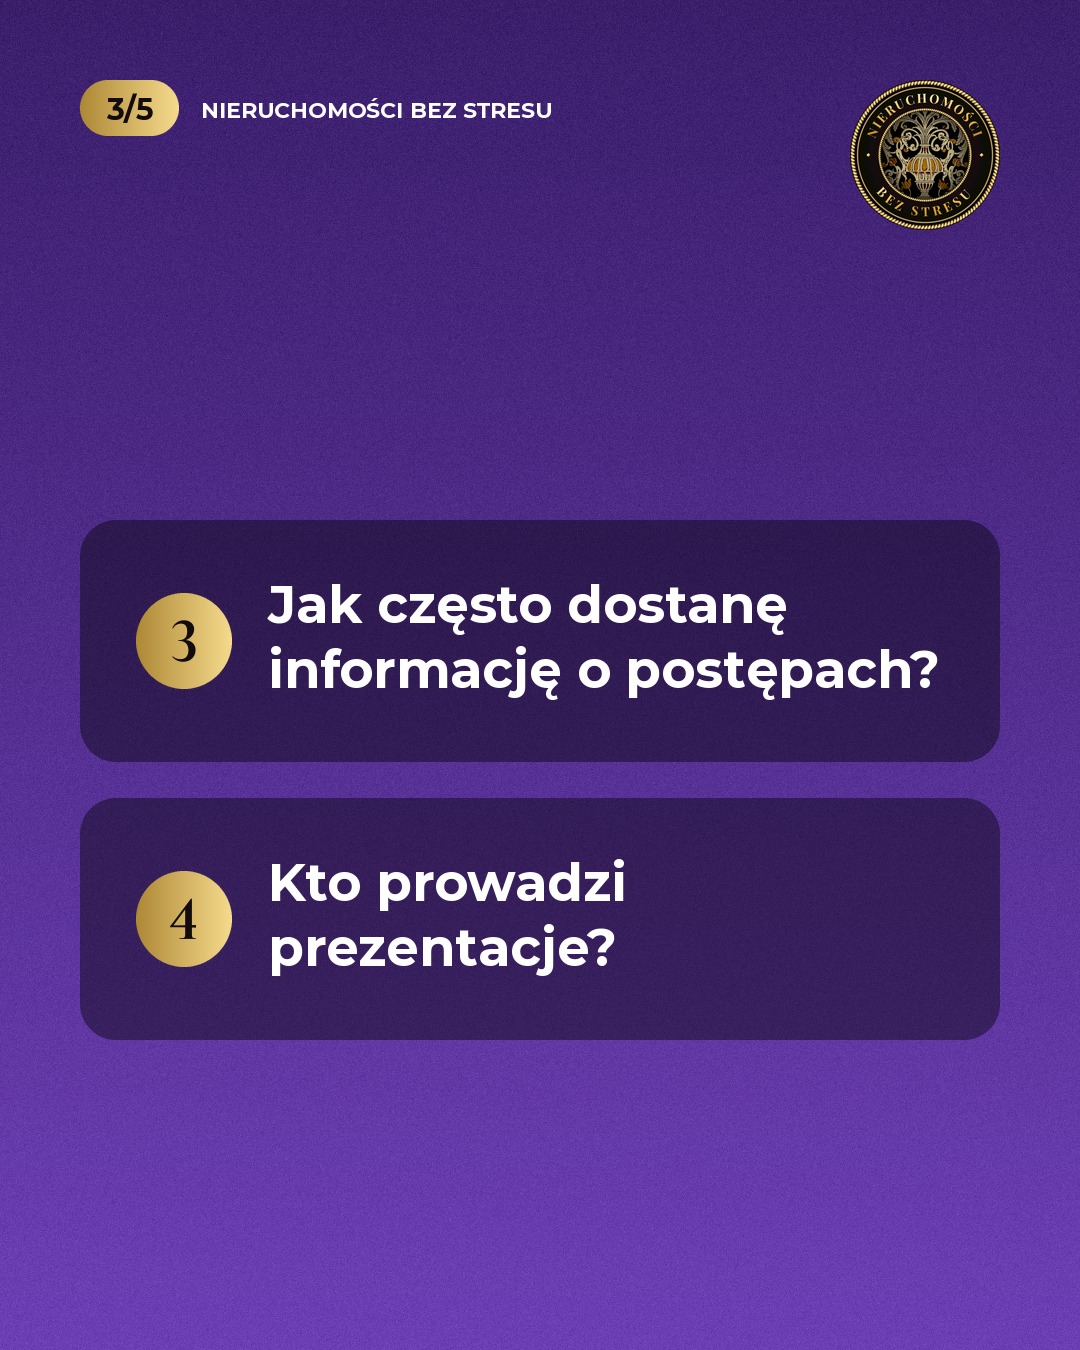 3/5
NIERUCHOMOŚCI BEZ STRESU
NIERUCHOMOŚCI
BEZ STRESU
3
Jak często dostanę
informację o postępach?
4
Kto prowadzi
prezentacje?